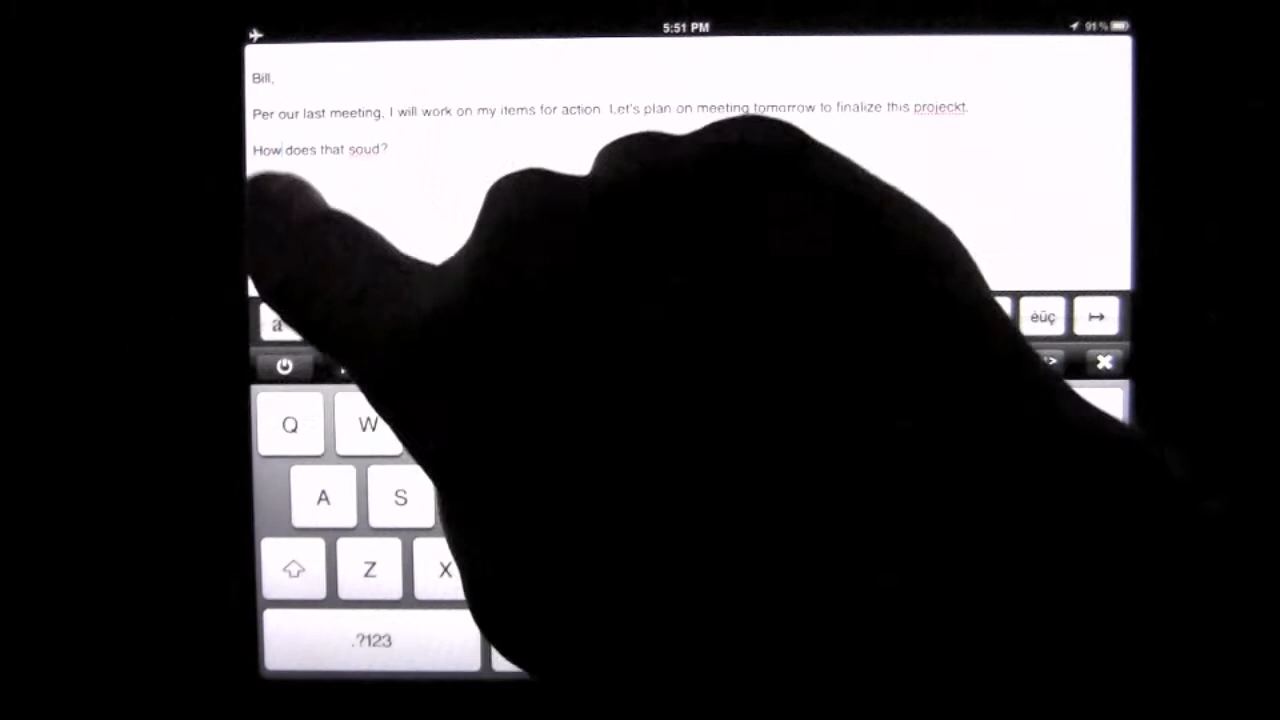 5:51 PM
91%
Bill,
Per our last meeting, I will work on my items for action. Let's plan on meeting tomorrow to finalize this projeckt.
How does that soud?
a
èüç
>
Q W
A S
Z X
.?123